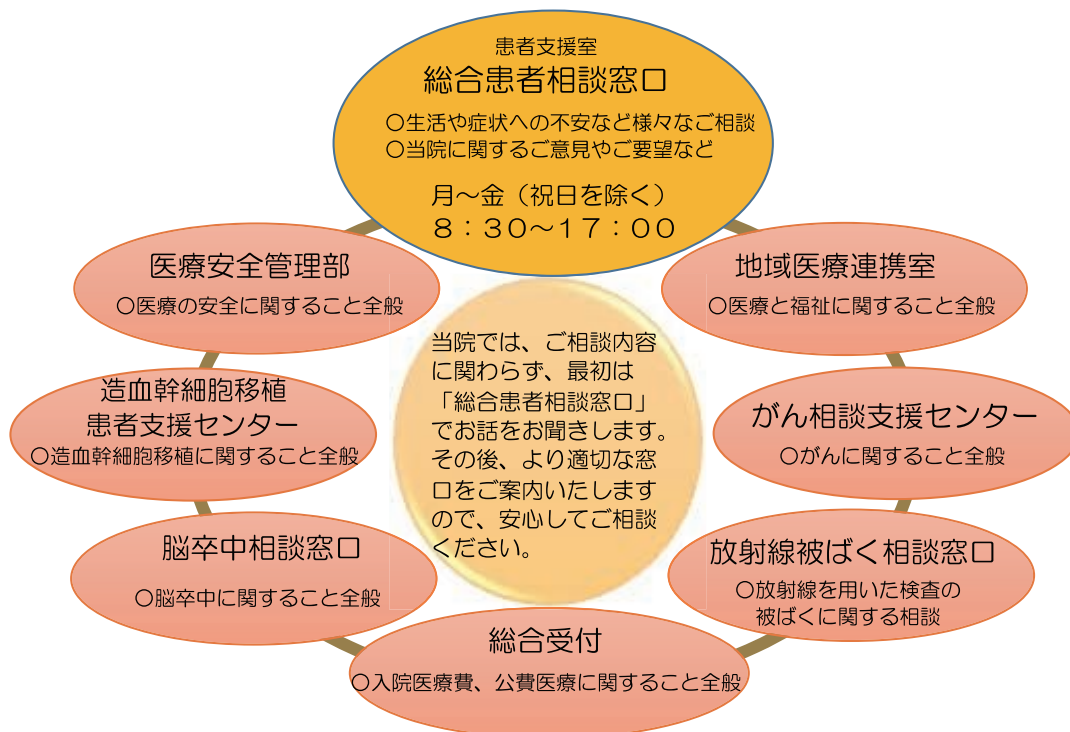 患者支援室
総合患者相談窓口
○生活や症状への不安など様々なご相談
○当院に関するご意見やご要望など
月～金（祝日を除く）
８：３０～１７：００
医療安全管理部
○医療の安全に関すること全般
地域医療連携室
○医療と福祉に関すること全般
造血幹細胞移植
患者支援センター
○造血幹細胞移植に関すること全般
がん相談支援センター
○がんに関すること全般
当院では、ご相談内容
に関わらず、最初は
「総合患者相談窓口」
でお話をお聞きします。
その後、より適切な窓
口をご案内いたします
ので、安心してご相談
ください。
脳卒中相談窓口
○脳卒中に関すること全般
放射線被ばく相談窓口
○放射線を用いた検査の
被ばくに関する相談
総合受付
○入院医療費、公費医療に関すること全般